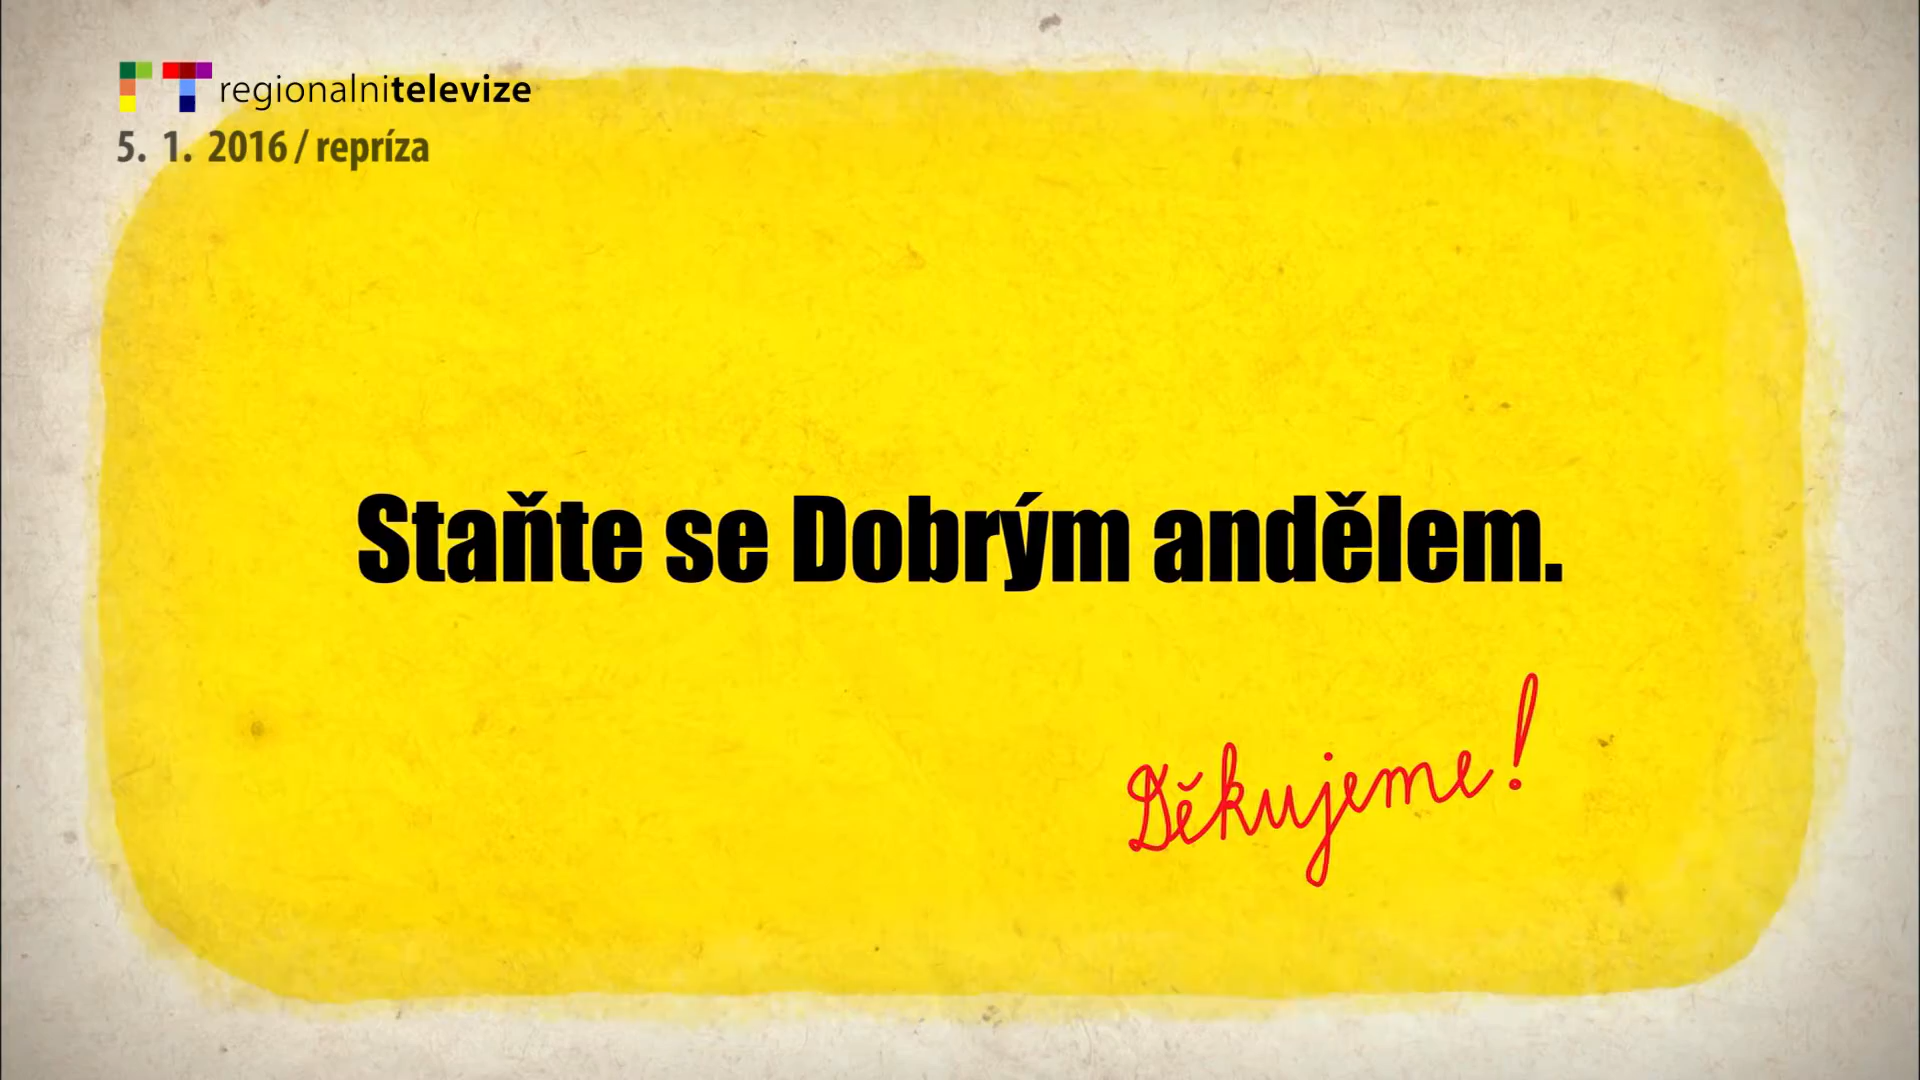 regionalnitelevize
5. 1. 2016 / repríza
Staňte se Dobrým andělem.
Děkujeme!